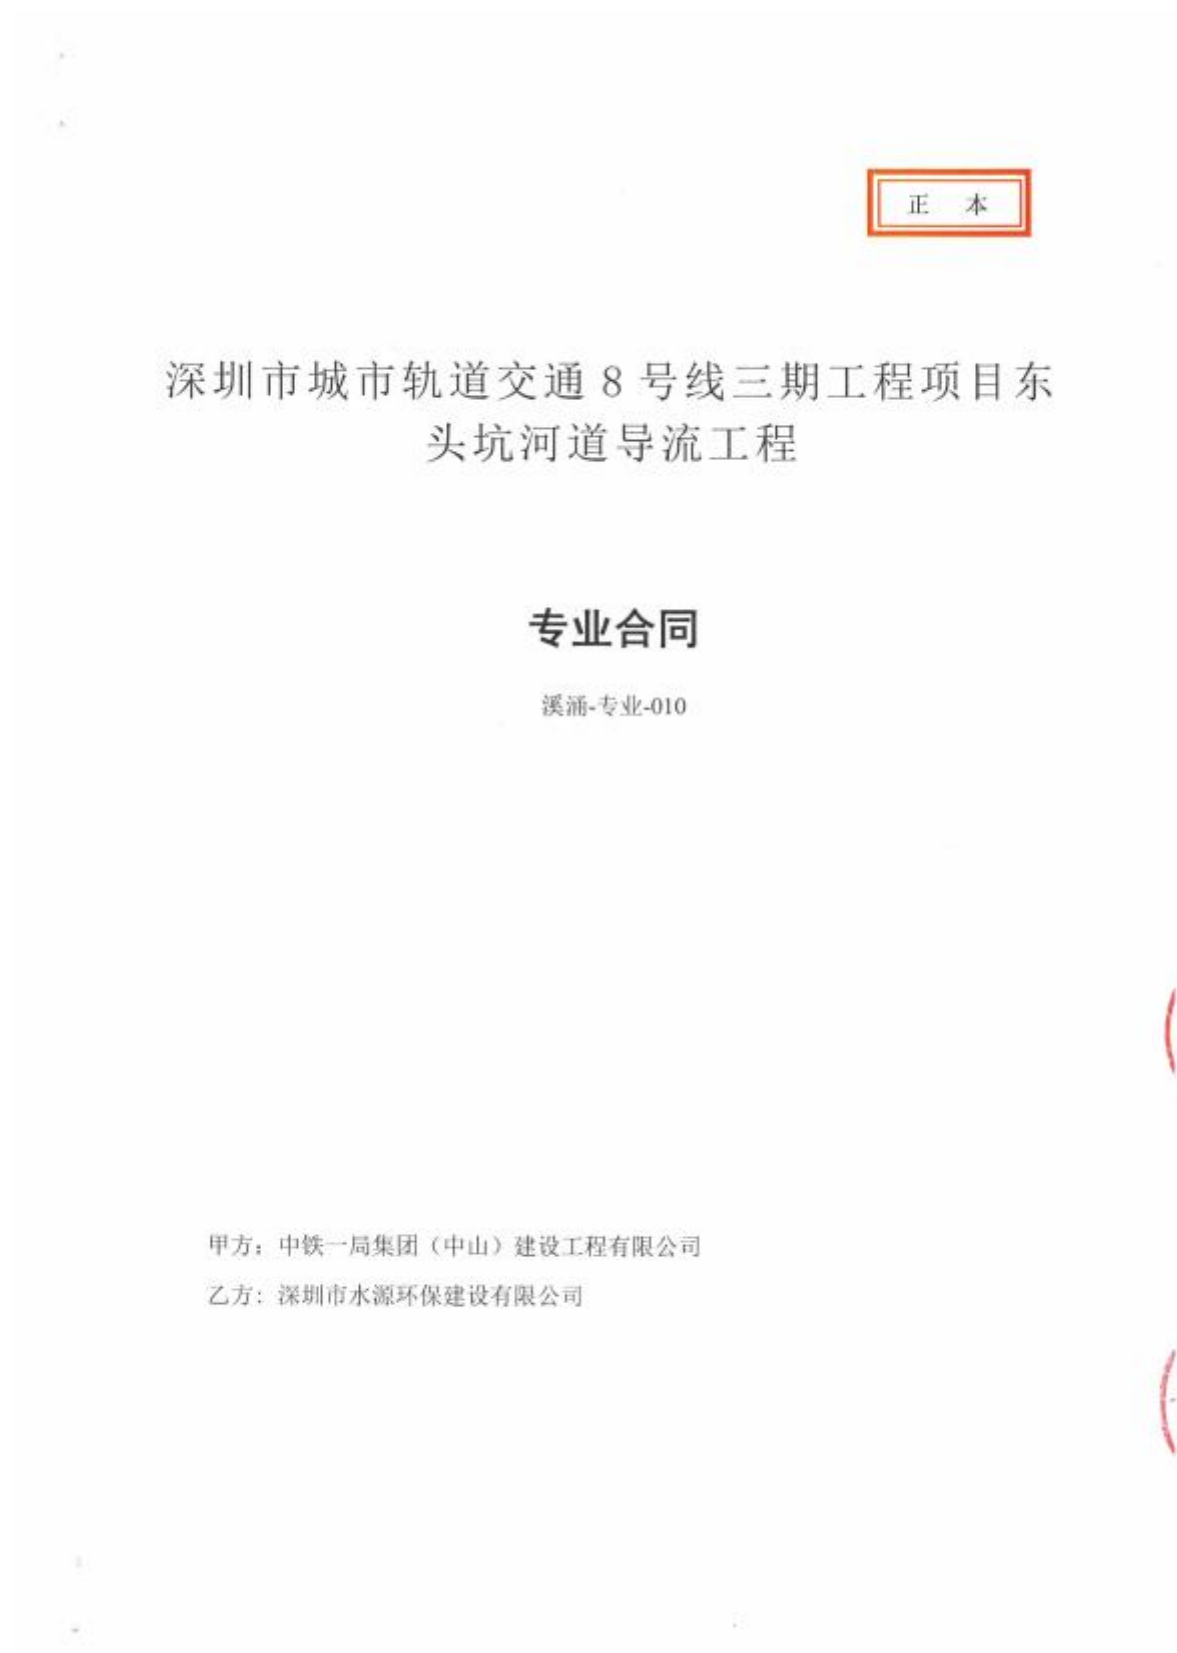 正 本
深圳市城市轨道交通 8 号线三期工程项目东
头坑河道导流工程
专业合同
溪涌-专业-010
甲方：中铁一局集团（中山）建设工程有限公司
乙方：深圳市水源环保建设有限公司